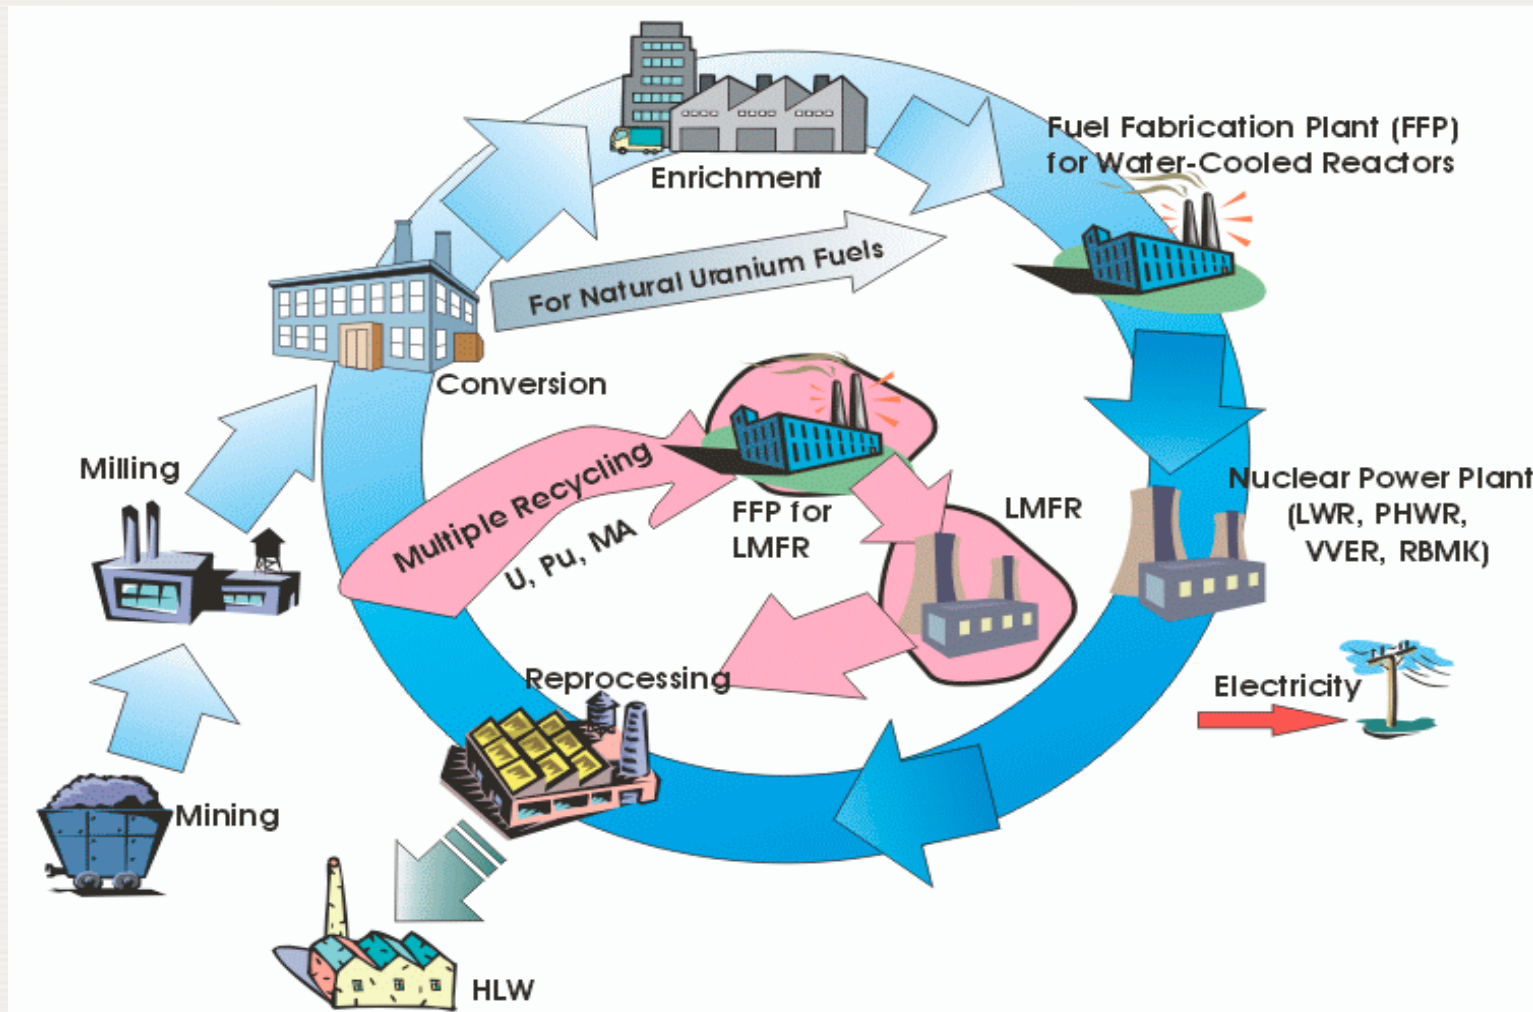 Fuel Fabrication Plant (FFP)
for Water-Cooled Reactors
Enrichment
For Natural Uranium Fuels
Conversion
Milling
Multiple Recycling
U, Pu, MA
FFP for
LMFR
LMFR
Nuclear Power Plant
(LWR, PHWR,
VVER, RBMK)
Reprocessing
Electricity
Mining
HLW